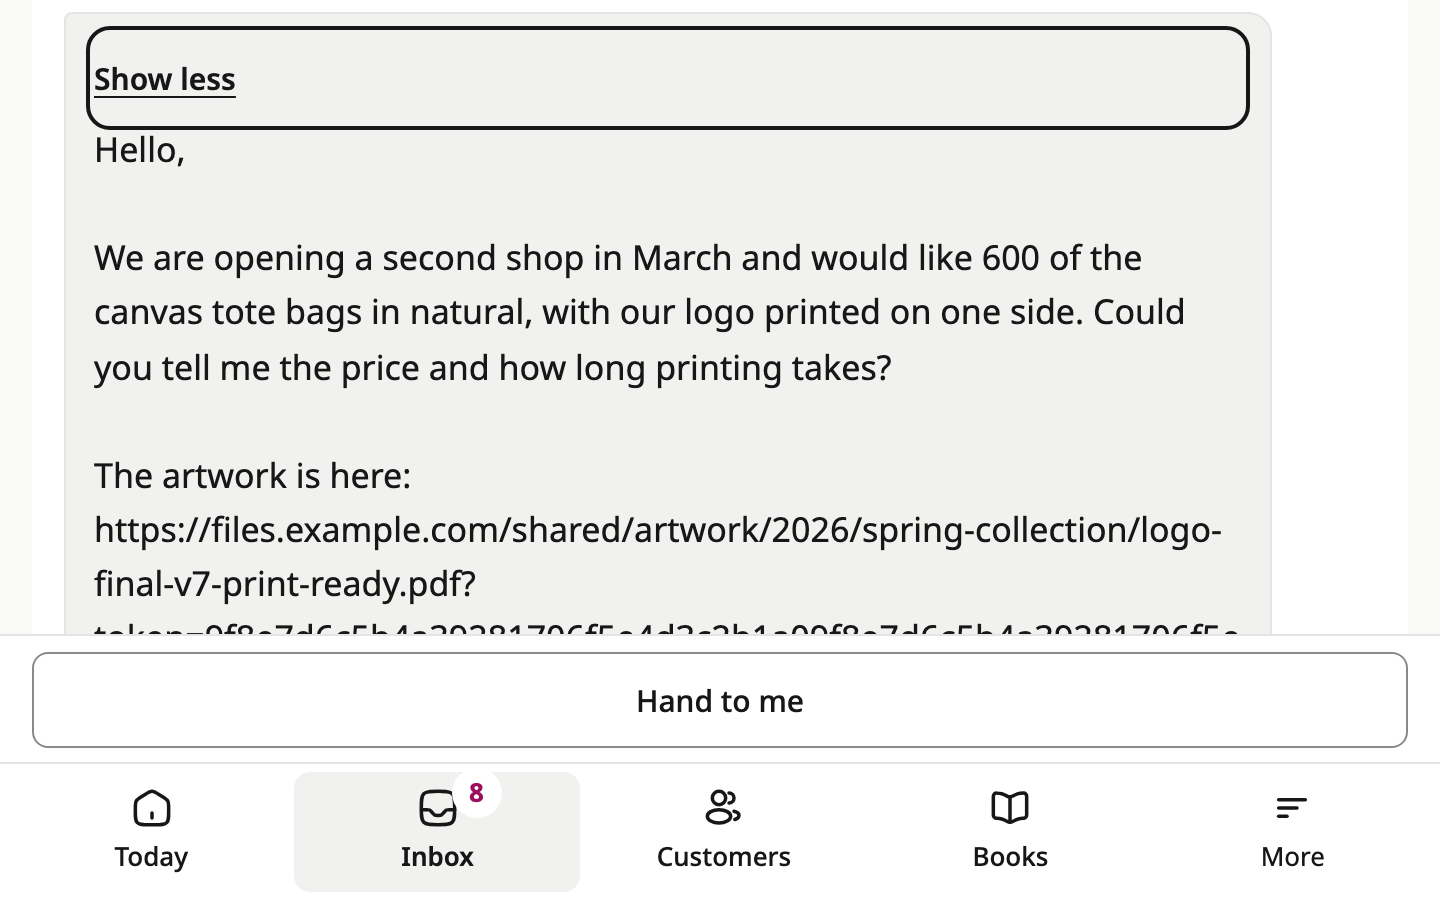 Show less
Hello,
We are opening a second shop in March and would like 600 of the
canvas tote bags in natural, with our logo printed on one side. Could
you tell me the price and how long printing takes?
The artwork is here:
https://files.example.com/shared/artwork/2026/spring-collection/logo-
final-v7-print-ready.pdf?
Hand to me
8
Today
Inbox
Customers
Books
More